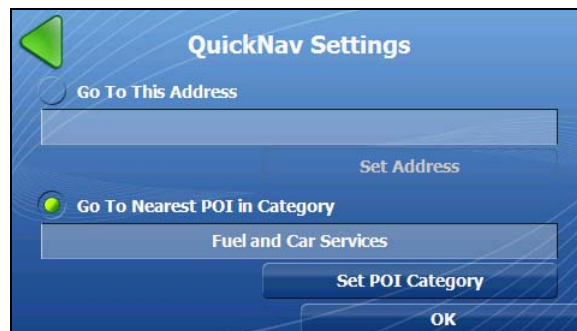 QuickNav Settings
Go To This Address
Set Address
Go To Nearest POI in Category
Fuel and Car Services
Set POI Category
OK